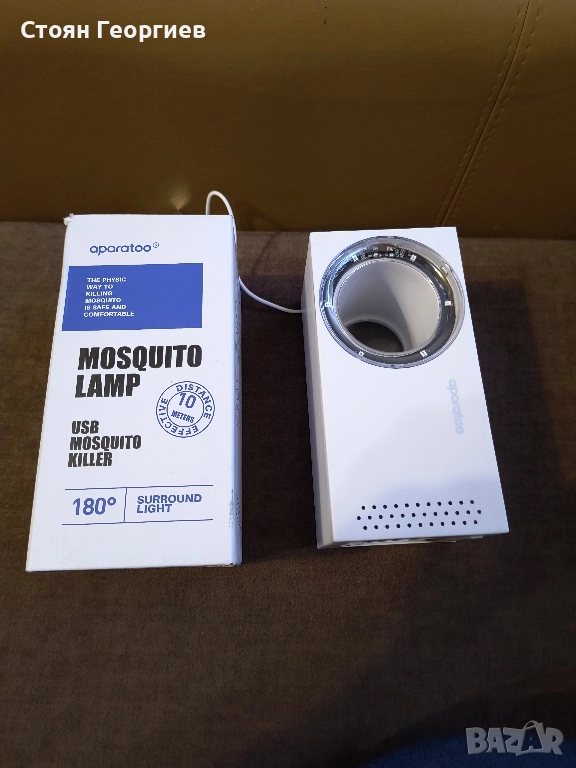 Стоян Георгиев
aparatoo®
THE PHYSIC
WAY TO
KILLING
MOSQUITO
IS SAFE AND
COMFORTABLE
MOSQUITO
LAMP
USB
MOSQUITO
KILLER
EFFECTIVE DISTANCE
10
METERS
180°
SURROUND
LIGHT
aparatoo
BAZAR